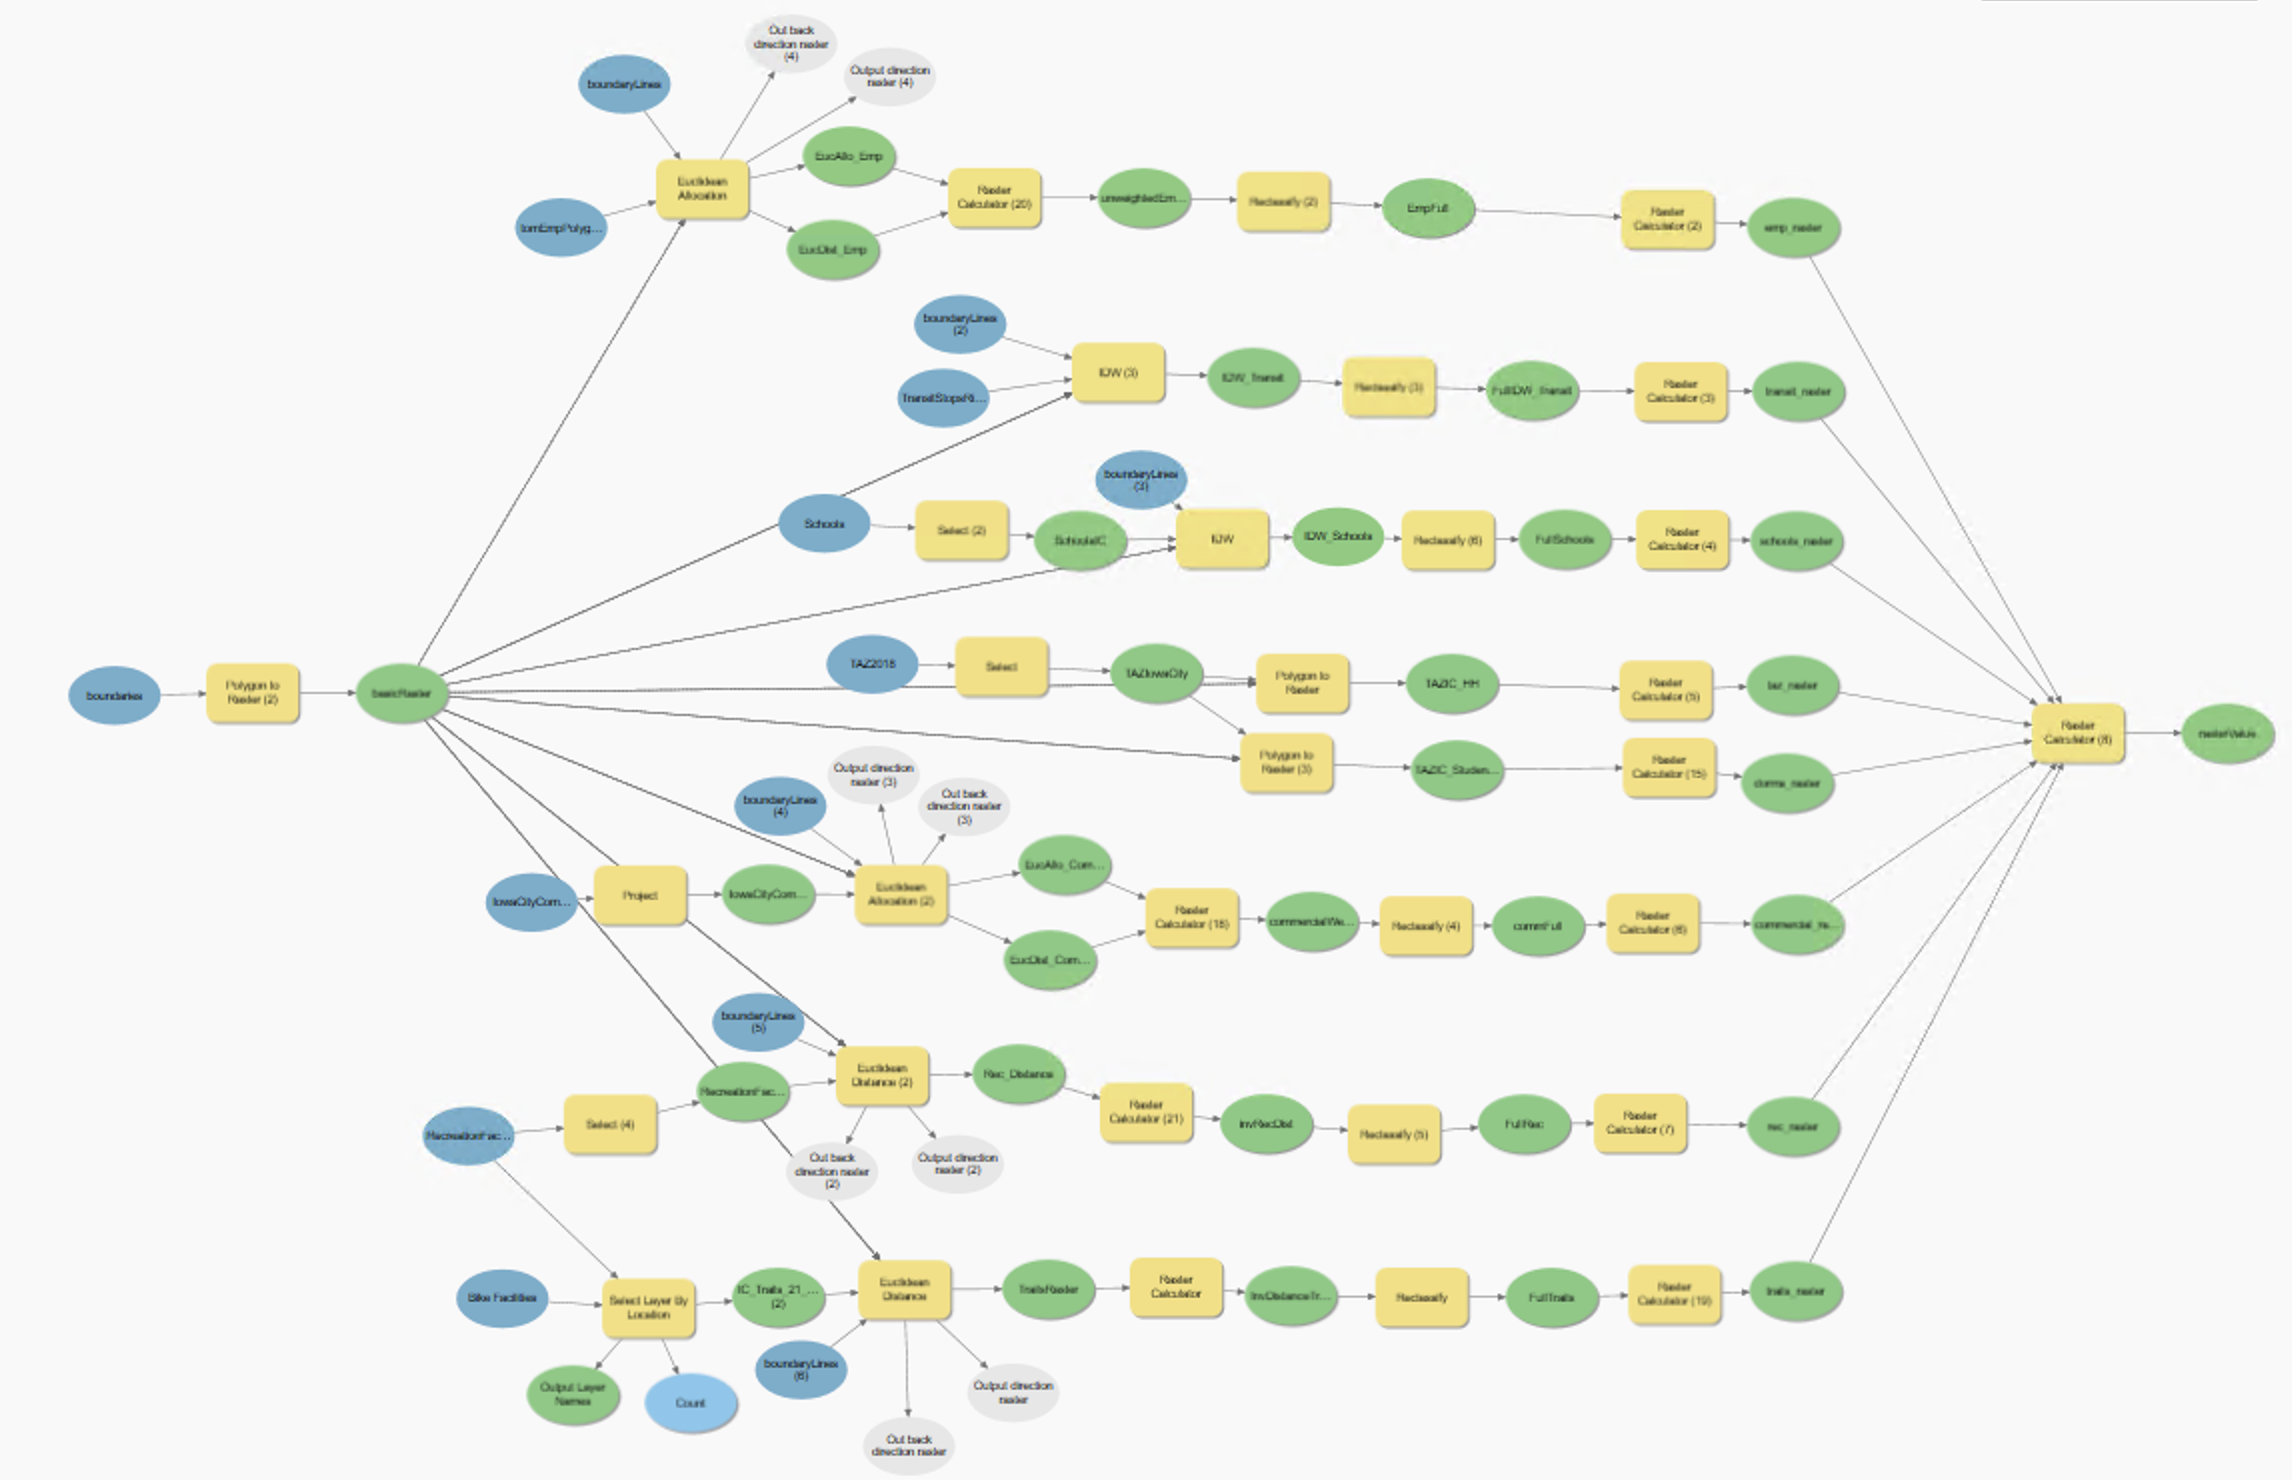 Out back
direction raster
(4)
Output direction
raster (4)
boundaryLines
EucAllo_Emp
Euclidean
Allocation
Raster
Calculator (20)
unweightedEm...
Reclassify (2)
EmpFull
Raster
Calculator (2)
emp_raster
tomEmpPolyg...
EucDist_Emp
boundaryLines
(2)
IDW (3)
IDW_Transit
Reclassify (3)
FullIDW_Transit
Raster
Calculator (3)
transit_raster
TransitStopsRi...
boundaryLines
(3)
Schools
Select (2)
SchoolsIC
IDW
IDW_Schools
Reclassify (6)
FullSchools
Raster
Calculator (4)
schools_raster
TAZ2018
Select
TAZIowaCity
Polygon to
Raster
TAZIC_HH
Raster
Calculator (5)
taz_raster
boundaries
Polygon to
Raster (2)
basicRaster
Raster
Calculator (8)
rasterValue
Polygon to
Raster (3)
TAZIC_Studen...
Raster
Calculator (15)
dorms_raster
Output direction
raster (3)
boundaryLines
(4)
Out back
direction raster
(3)
EucAllo_Com...
IowaCityCom...
Project
IowaCityCom...
Euclidean
Allocation (2)
Raster
Calculator (18)
commercialWe...
Reclassify (4)
commFull
Raster
Calculator (6)
commercial_ra...
EucDist_Com...
boundaryLines
(5)
Euclidean
Distance (2)
Rec_Distance
RecreationFac...
Raster
Calculator (21)
InvRecDist
Reclassify (5)
FullRec
Raster
Calculator (7)
rec_raster
RecreationFac...
Select (4)
Out back
direction raster
(2)
Output direction
raster (2)
Bike Facilities
Select Layer By
Location
IC_Trails_21_...
(2)
Euclidean
Distance
TrailsRaster
Raster
Calculator
InvDistanceTr...
Reclassify
FullTrails
Raster
Calculator (19)
trails_raster
boundaryLines
(6)
Output Layer
Names
Count
Output direction
raster
Out back
direction raster